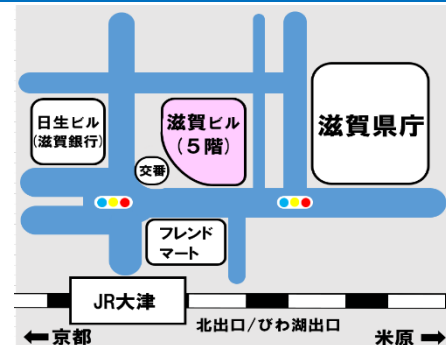 日生ビル
(滋賀銀行)
滋賀ビル
(5階)
滋賀県庁
交番
フレンド
マート
JR大津
北出口/びわ湖出口
←京都
米原→